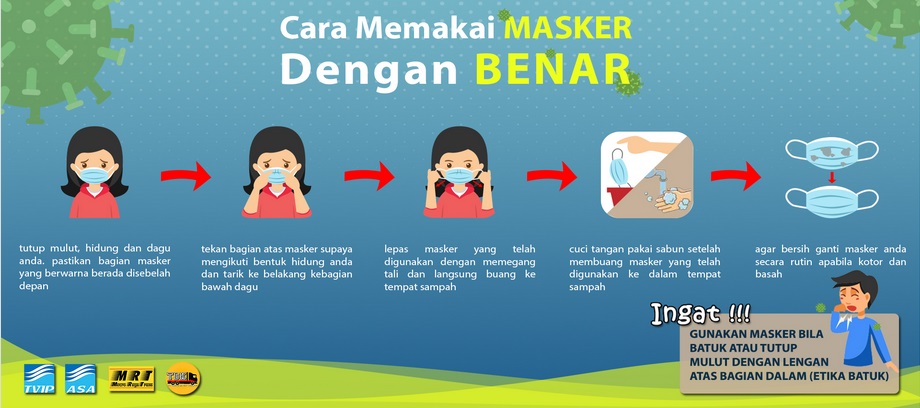 Cara Memakai MASKER
Dengan BENAR
tutup mulut, hidung dan dagu
anda. pastikan bagian masker
yang berwarna berada disebelah
depan
tekan bagian atas masker supaya
mengikuti bentuk hidung anda
dan tarik ke belakang kebagian
bawah dagu
lepas masker yang telah
digunakan dengan memegang
tali dan langsung buang ke
tempat sampah
cuci tangan pakai sabun setelah
membuang masker yang telah
digunakan ke dalam tempat
sampah
agar bersih ganti masker anda
secara rutin apabila kotor dan
basah
Ingat !!!
GUNAKAN MASKER BILA
BATUK ATAU TUTUP
MULUT DENGAN LENGAN
ATAS BAGIAN DALAM (ETIKA BATUK)
TVIP
ASA
MRT